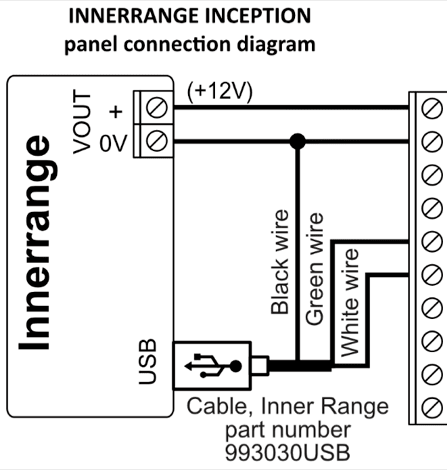 INNERRANGE INCEPTION
panel connection diagram
(+12V)
VOUT
+
0V
Innerrange
Black wire
Green wire
White wire
USB
Cable, Inner Range
part number
993030USB